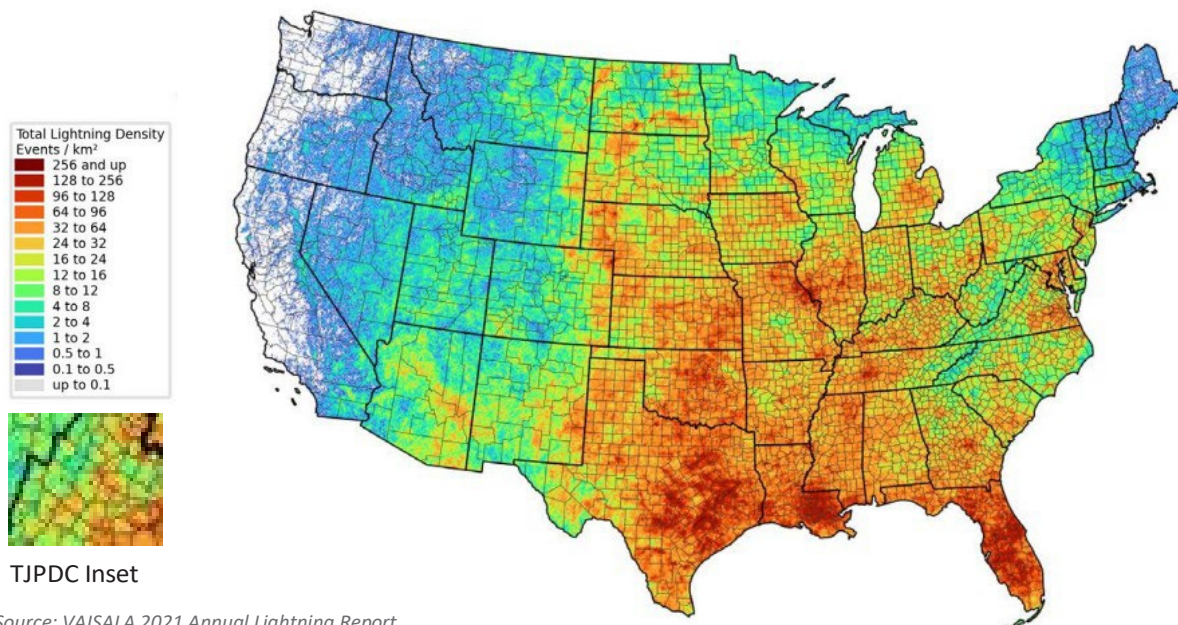 Total Lightning Density
Events / km²
256 and up
128 to 256
96 to 128
64 to 96
32 to 64
24 to 32
16 to 24
12 to 16
8 to 12
4 to 8
2 to 4
1 to 2
0.5 to 1
0.1 to 0.5
up to 0.1
TJPDC Inset
Source: VAISALA 2021 Annual Lightning Report